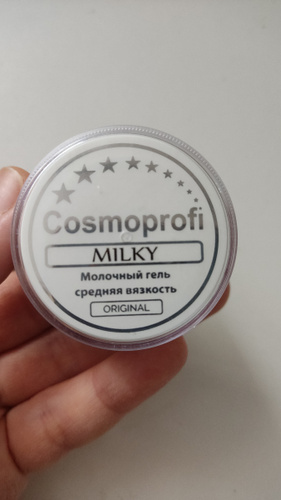 Cosmoprofi
MILKY
Молочный гель
средняя вязкость
ORIGINAL